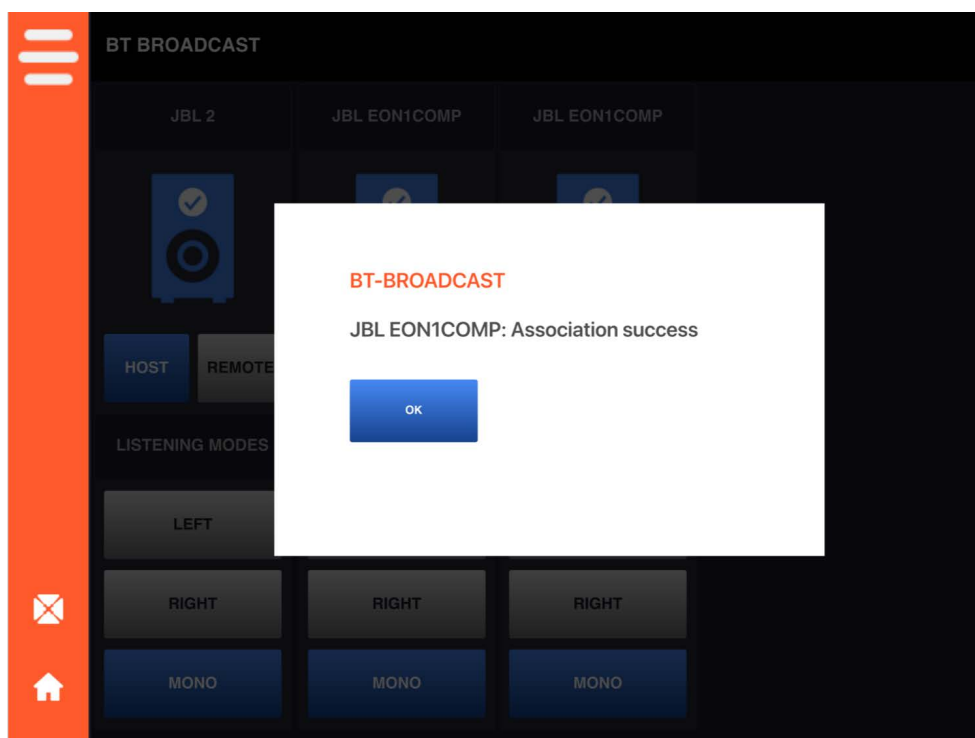 BT BROADCAST
JBL 2
JBL EON1COMP
JBL EON1COMP
BT-BROADCAST
JBL EON1COMP: Association success
OK
HOST
REMOTE
LISTENING MODES
LEFT
RIGHT
RIGHT
RIGHT
MONO
MONO
MONO